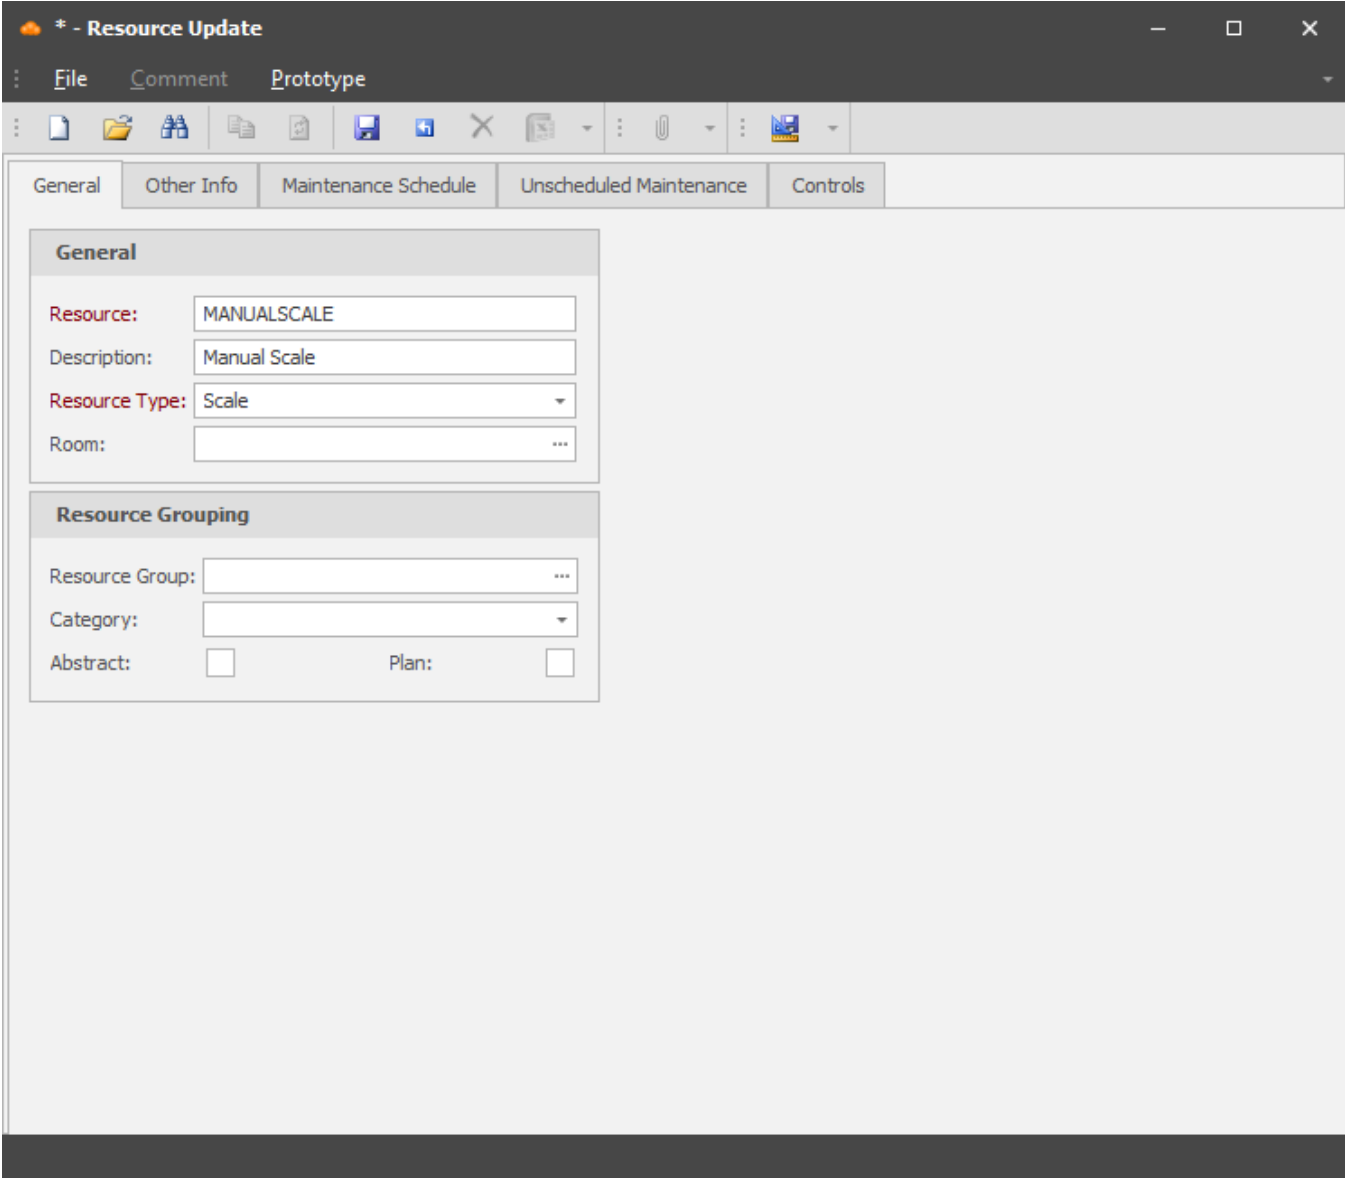 * - Resource Update
File Comment Prototype
General Other Info Maintenance Schedule Unscheduled Maintenance Controls
General
Resource: MANUALSCALE
Description: Manual Scale
Resource Type: Scale
Room:
Resource Grouping
Resource Group:
Category:
Abstract: Plan: